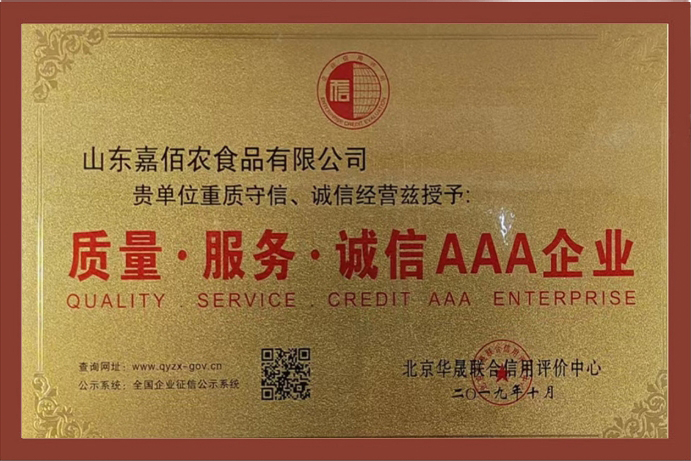 信
山东嘉佰农食品有限公司
贵单位重质守信、诚信经营兹授予:
质量·服务·诚信AAA企业
QUALITY . SERVICE . CREDIT AAA ENTERPRISE
查询网址: www.qyzx-gov.cn
公示系统: 全国企业征信公示系统
北京华晟联合信用评价中心
二〇一九年十月